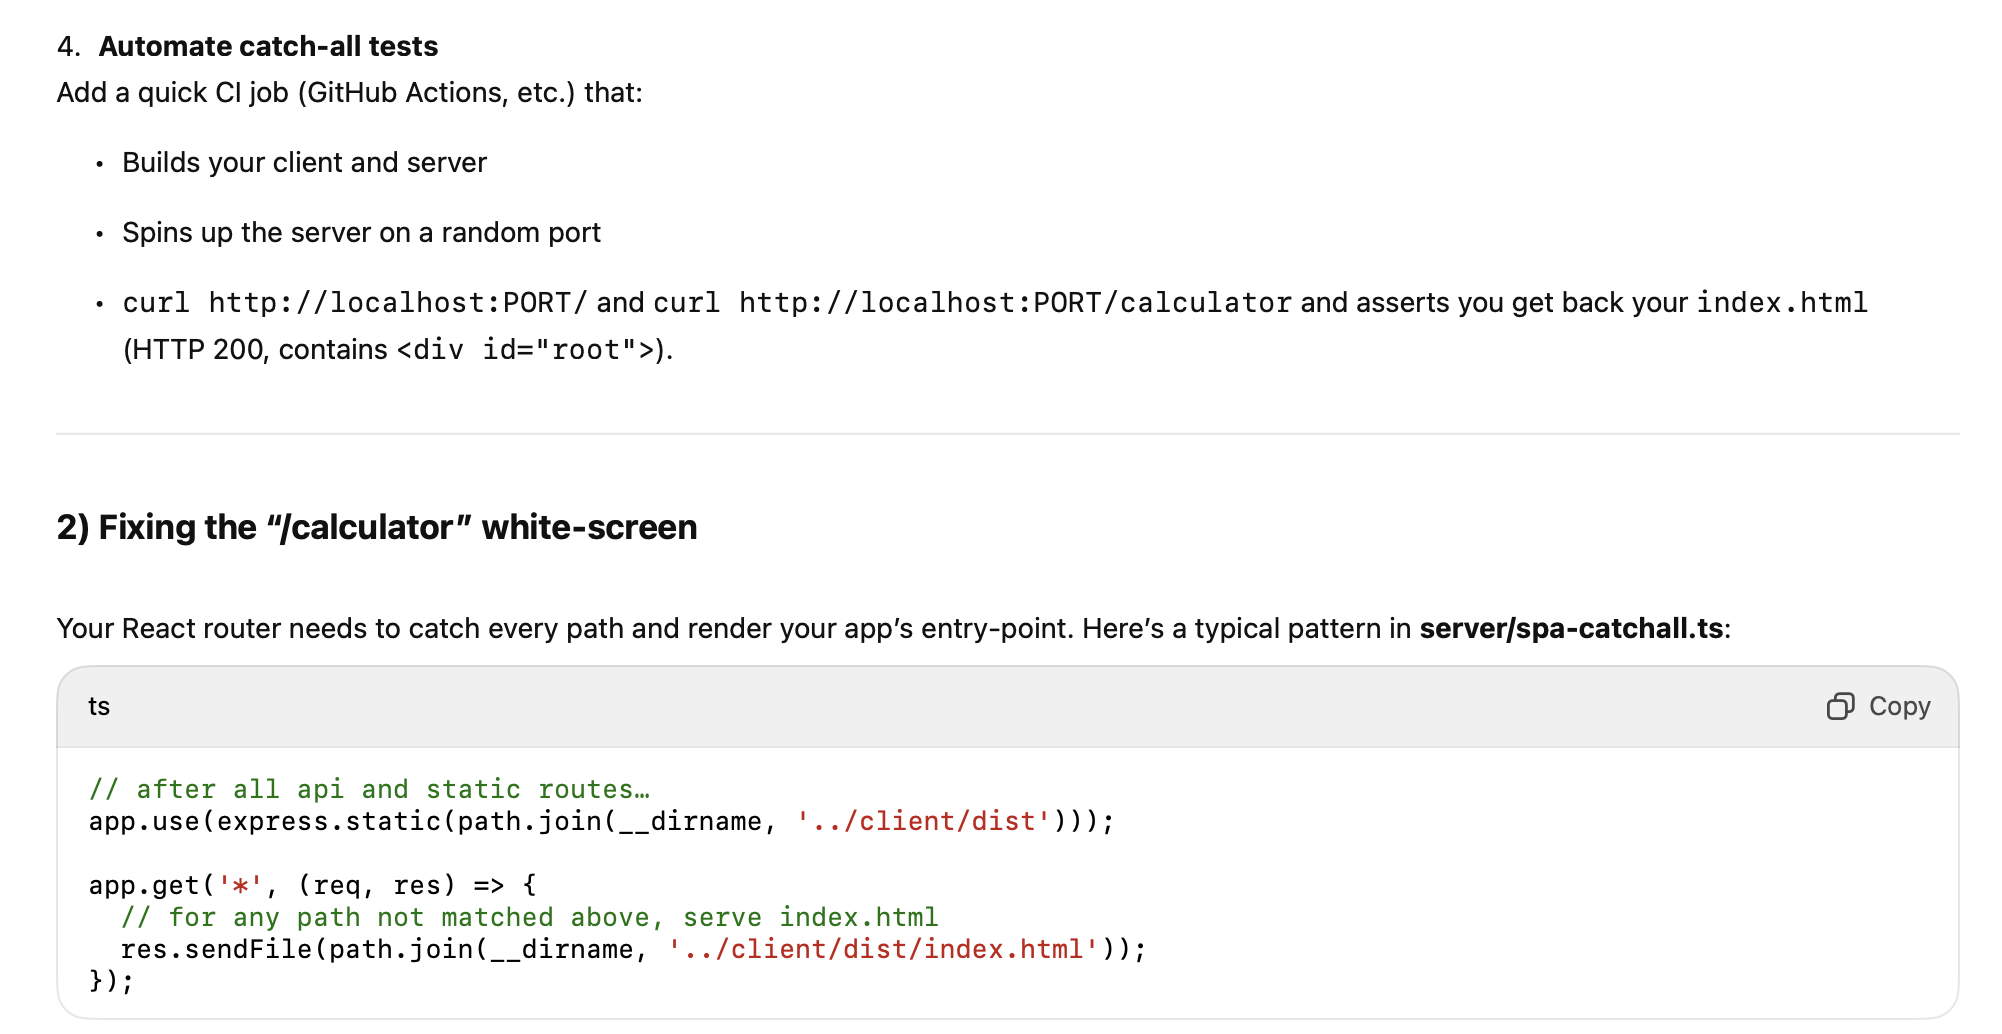 4. Automate catch-all tests
Add a quick CI job (GitHub Actions, etc.) that:
• Builds your client and server
• Spins up the server on a random port
• curl http://localhost:PORT/ and curl http://localhost:PORT/calculator and asserts you get back your index.html
(HTTP 200, contains <div id="root">).
2) Fixing the “/calculator” white-screen
Your React router needs to catch every path and render your app’s entry-point. Here’s a typical pattern in server/spa-catchall.ts:
ts
Copy
// after all api and static routes…
app.use(express.static(path.join(__dirname, '../client/dist')));
app.get('*', (req, res) => {
  // for any path not matched above, serve index.html
  res.sendFile(path.join(__dirname, '../client/dist/index.html'));
});